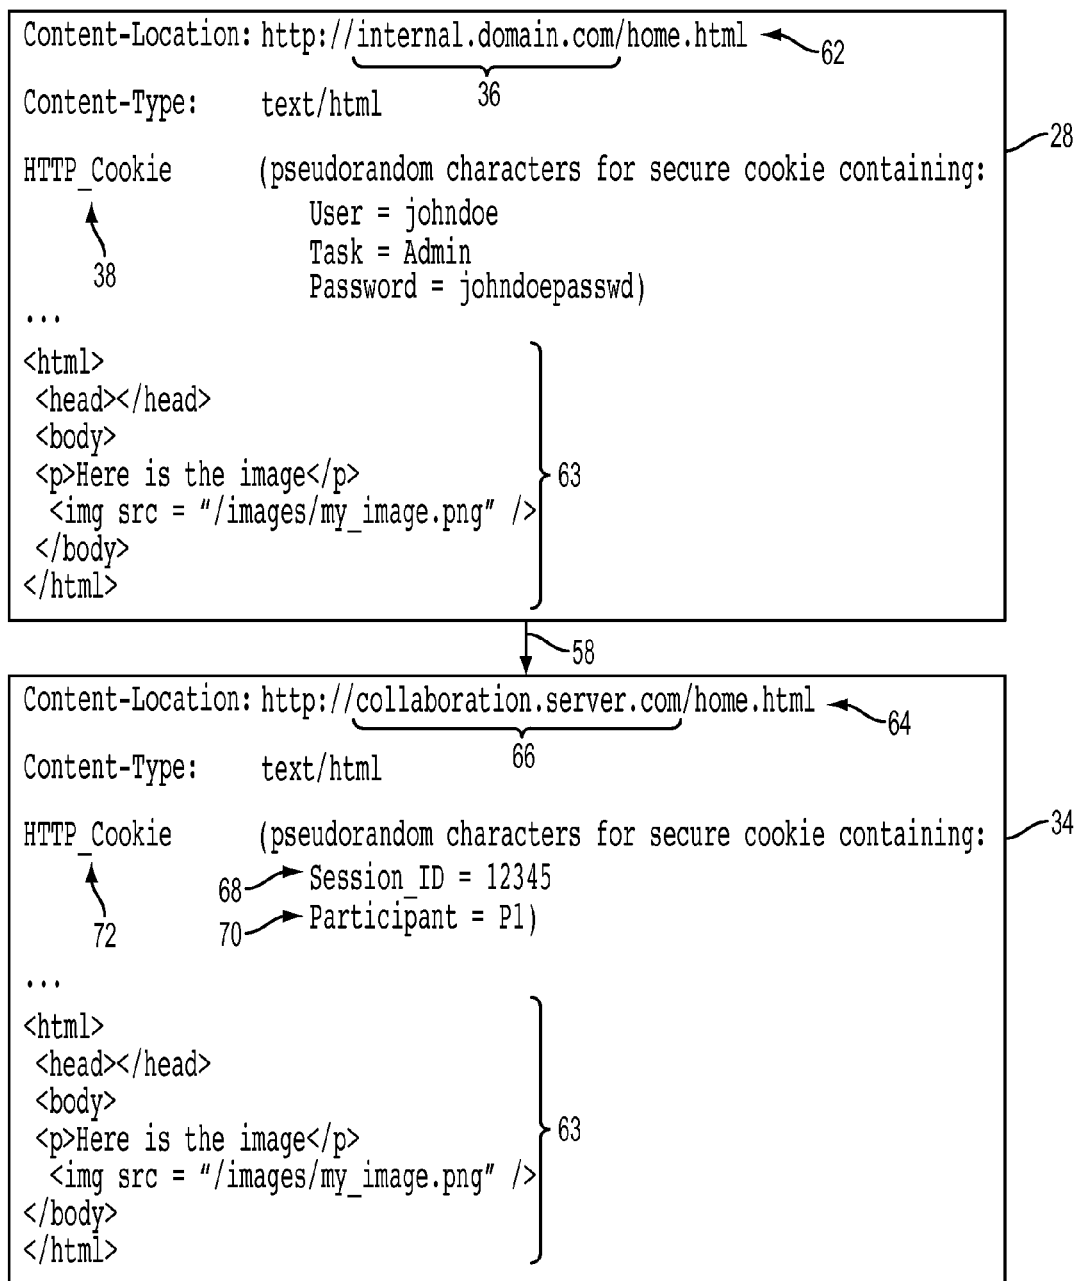 Content-Location: http://internal.domain.com/home.html 62
36
Content-Type: text/html
28
HTTP_Cookie (pseudorandom characters for secure cookie containing:
User = johndoe
Task = Admin
38
Password = johndoepasswd)
...
<html>
<head></head>
<body>
<p>Here is the image</p> 63
<img src = "/images/my_image.png" />
</body>
</html>
58
Content-Location: http://collaboration.server.com/home.html 64
66
Content-Type: text/html
34
HTTP_Cookie (pseudorandom characters for secure cookie containing:
68 Session_ID = 12345
72 70 Participant = P1)
...
<html>
<head></head>
<body>
<p>Here is the image</p> 63
<img src = "/images/my_image.png" />
</body>
</html>